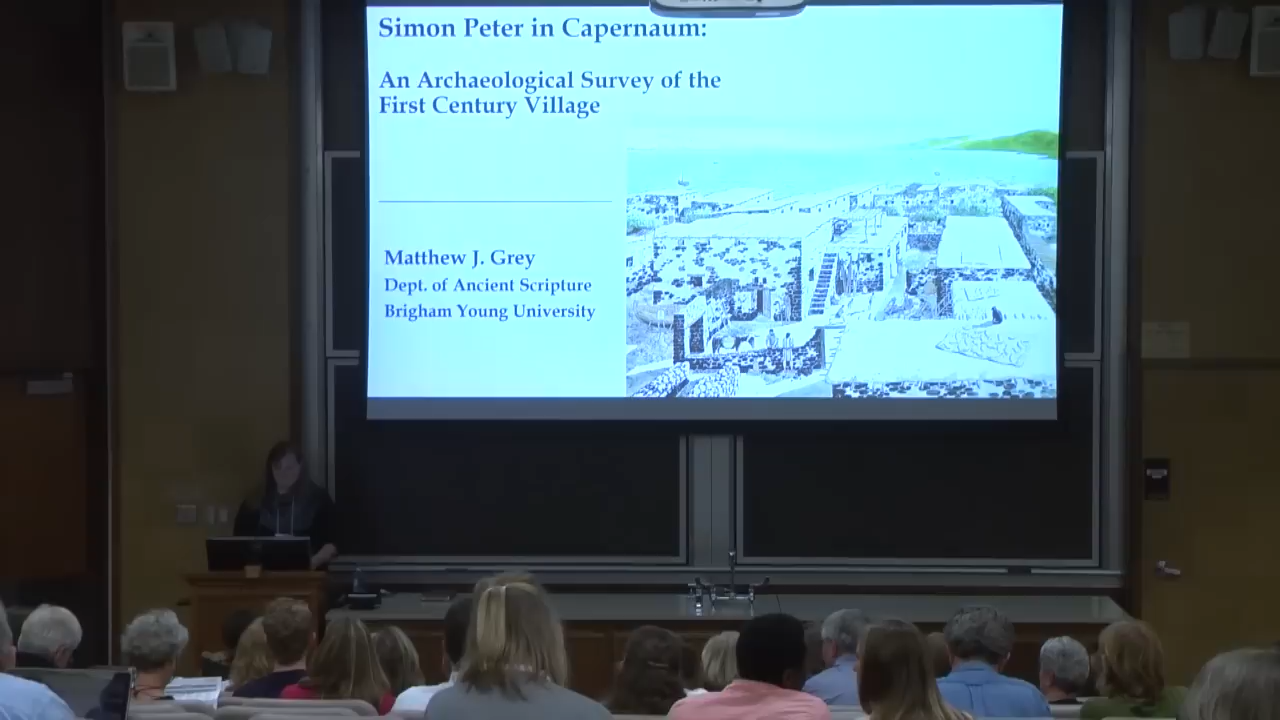 Simon Peter in Capernaum:
An Archaeological Survey of the
First Century Village
Matthew J. Grey
Dept. of Ancient Scripture
Brigham Young University